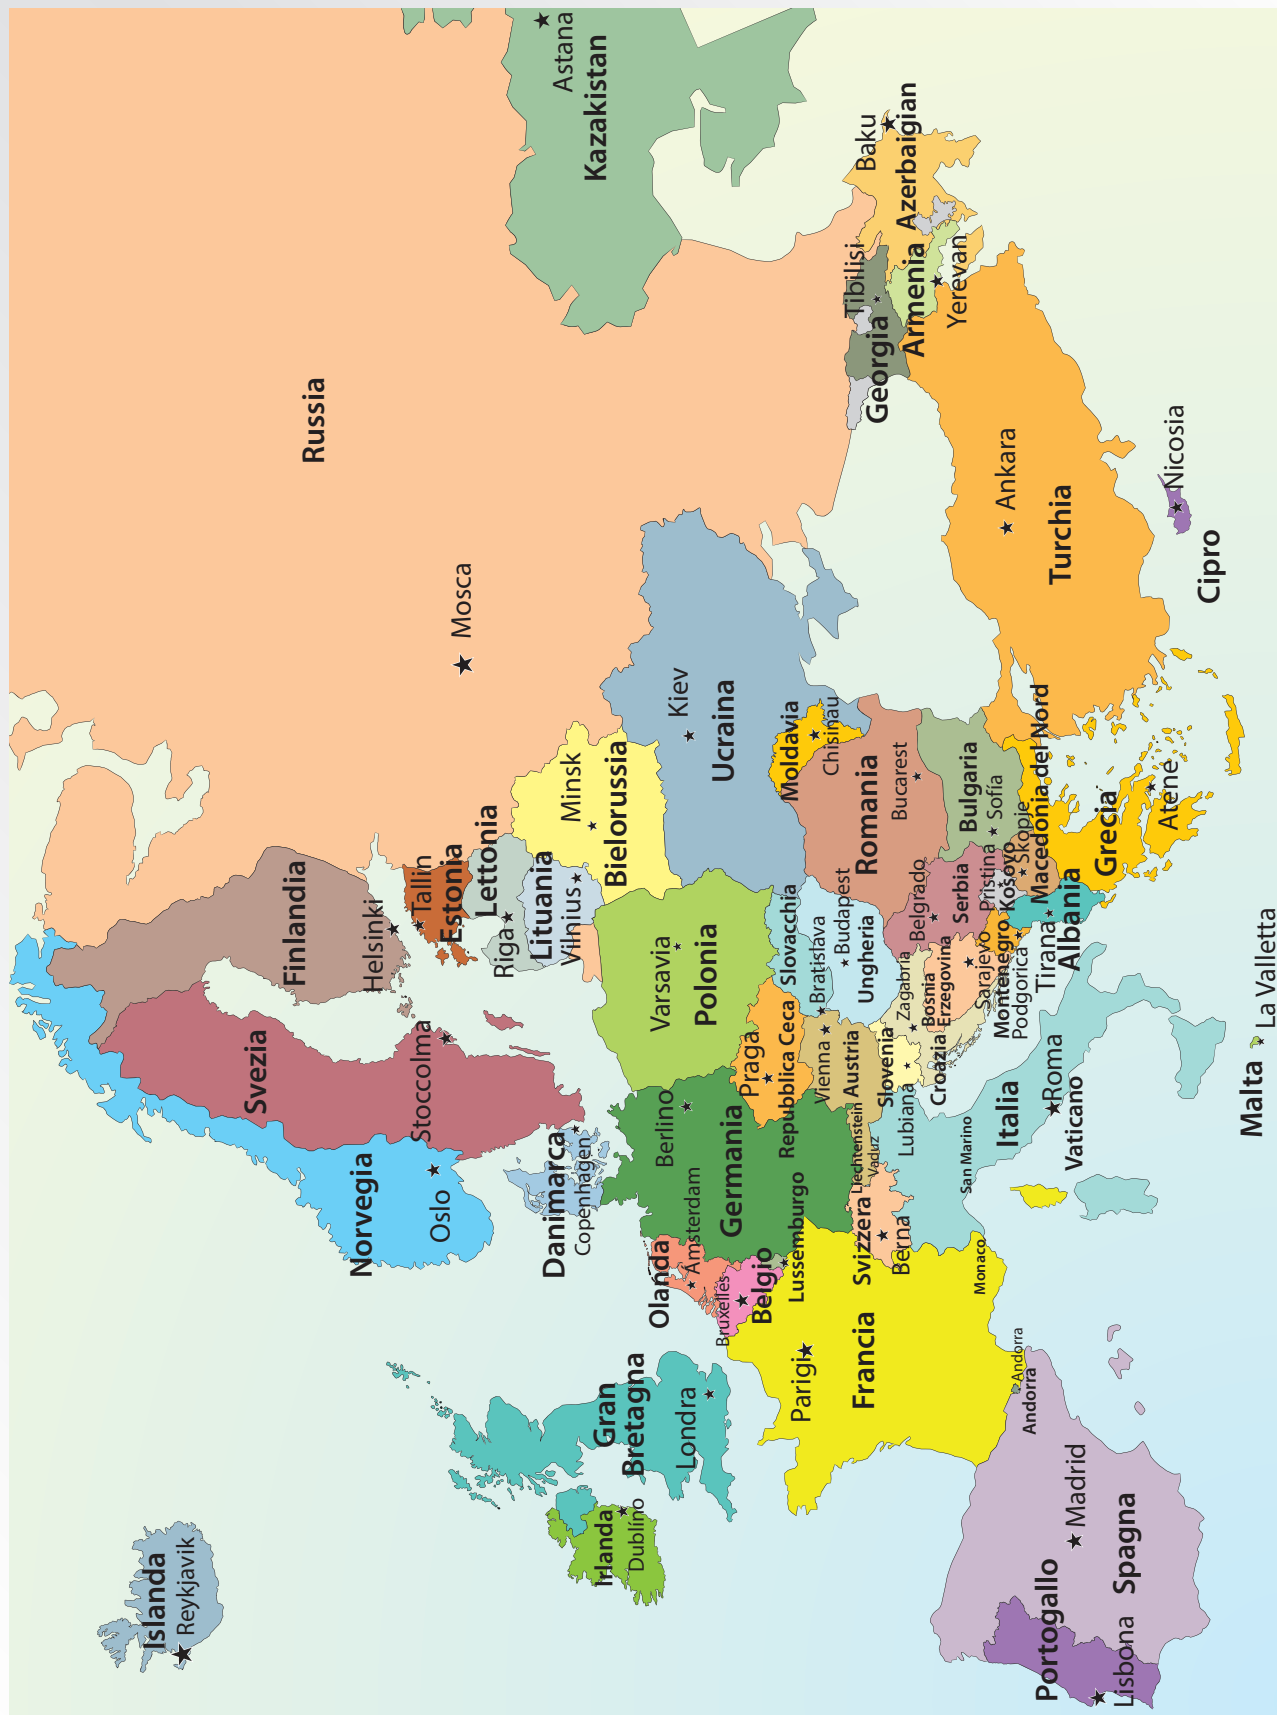 Islanda
Reykjavik
Svezia
Finlandia
Russia
Norvegia
Helsinki
Stoccolma
Tallin
Oslo
Estonia
Mosca
Lettonia
Riga
Lituania
Danimarca
Astana
Vilnius
Minsk
Copenhagen
Kazakistan
Irlanda
Gran
Bretagna
Bielorussia
Dublino
Olanda
Berlino
Varsavia
Kiev
Londra
Amsterdam
Polonia
Bruxelles
Germania
Ucraina
Belgio
Praga
Repubblica Ceca
Slovacchia
Moldavia
Lussemburgo
Parigi
Bratislava
Vienna
Chisinau
Budapest
Austria
Tibilisi
Baku
Francia
Svizzera
Liechtenstein
Vaduz
Ungheria
Romania
Georgia
Slovenia
Berna
Lubiana
Zagabria
Bucarest
Azerbaigian
Armenia
Belgrado
Bosnia
Erzegovina
Croazia
Yerevan
Serbia
San Marino
Bulgaria
Monaco
Sarajevo
Pristina
Sofia
Montenegro
Kosovo
Italia
Ankara
Podgorica
Skopje
Andorra
Andorra
Macedonia del Nord
Tirana
Portogallo
Roma
Albania
Turchia
Vaticano
Madrid
Grecia
Lisbona
Spagna
Atene
Nicosia
Cipro
Malta
La Valletta